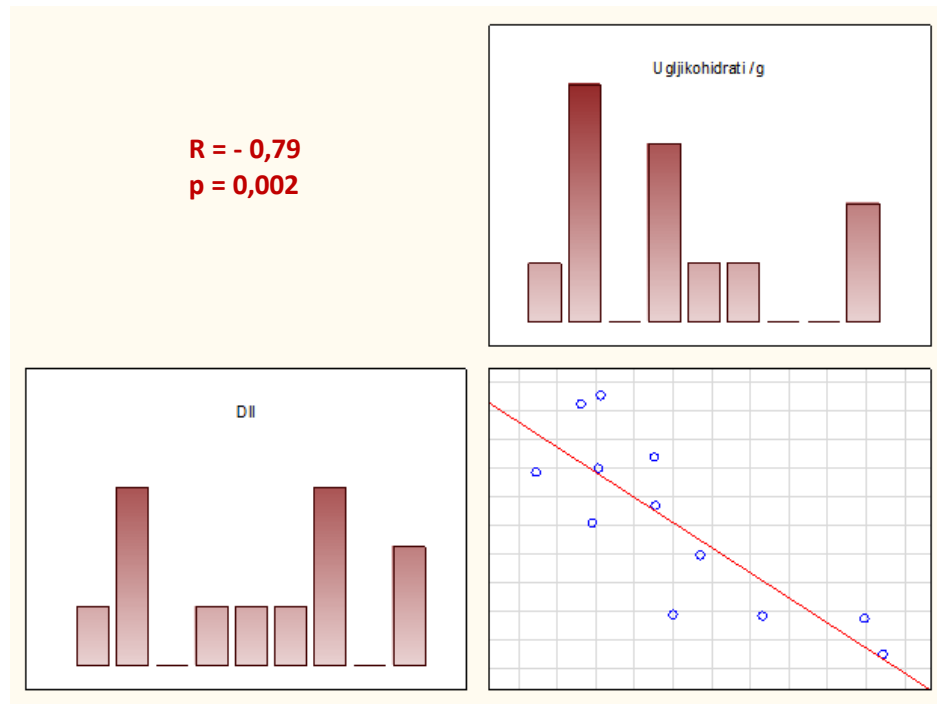 Ugljikohidrati /g
R = - 0,79
p = 0,002
DII